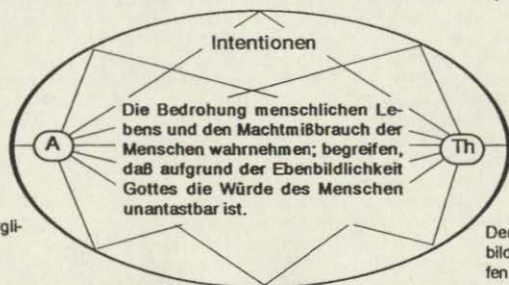 Intentionen
Die Bedrohung menschlichen Le-
bens und den Machtmißbrauch der
Menschen wahrnehmen; begreifen,
A
daß aufgrund der Ebenbildlichkeit
Th
Gottes die Würde des Menschen
unantastbar ist.
gli-
Der
bild
fen